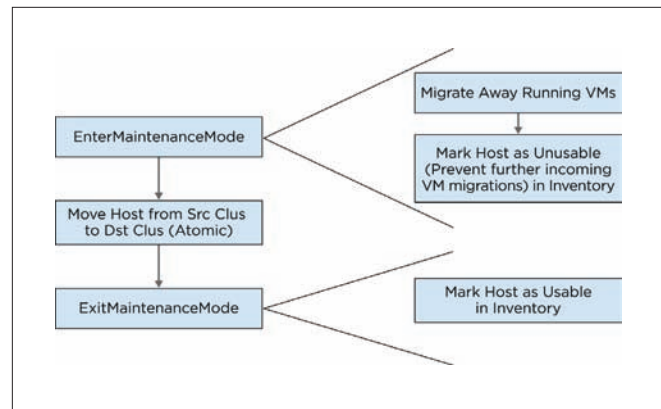 EnterMaintenanceMode
Move Host from Src Clus
to Dst Clus (Atomic)
ExitMaintenanceMode
Migrate Away Running VMs
Mark Host as Unusable
(Prevent further incoming
VM migrations) in Inventory
Mark Host as Usable
in Inventory